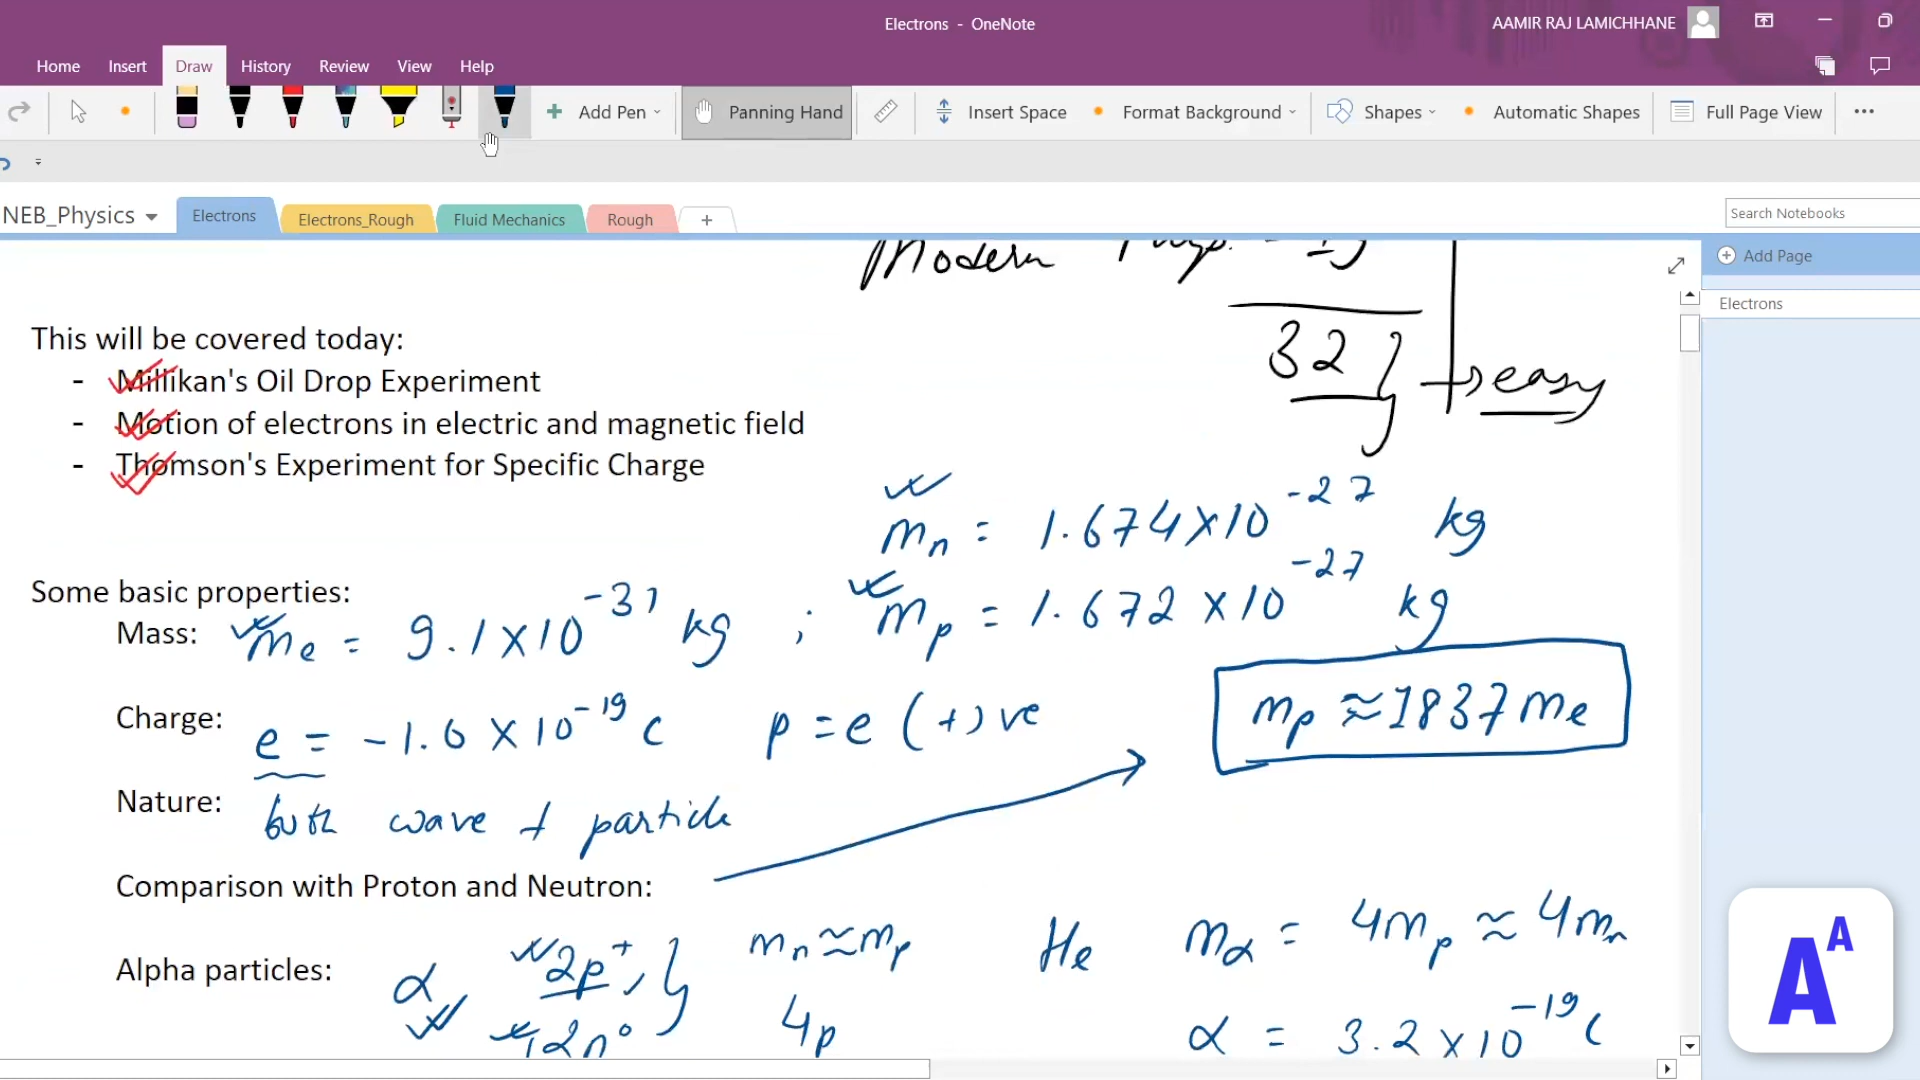 Electrons - OneNote
AAMIR RAJ LAMICHHANE
Home Insert Draw History Review View Help
Add Pen Panning Hand Insert Space Format Background Shapes Automatic Shapes Full Page View
NEB_Physics Electrons Electrons_Rough Fluid Mechanics Rough + Search Notebooks
Add Page
Electrons
Modern
32
easy
This will be covered today:
- Millikan's Oil Drop Experiment
- Motion of electrons in electric and magnetic field
- Thomson's Experiment for Specific Charge
mₙ = 1.674×10⁻²⁷ kg
Some basic properties:
Mass: mₑ = 9.1×10⁻³¹ kg ; mₚ = 1.672×10⁻²⁷ kg
mₚ ≈ 1837mₑ
Charge: e = -1.6×10⁻¹⁹ C p = e (+)ve
Nature: both wave + particle
Comparison with Proton and Neutron:
mₙ ≈ mₚ He mα = 4mₚ ≈ 4mₙ
Alpha particles: α 2p⁺,
2n⁰ 4p α = 3.2×10⁻¹⁹ C
AA